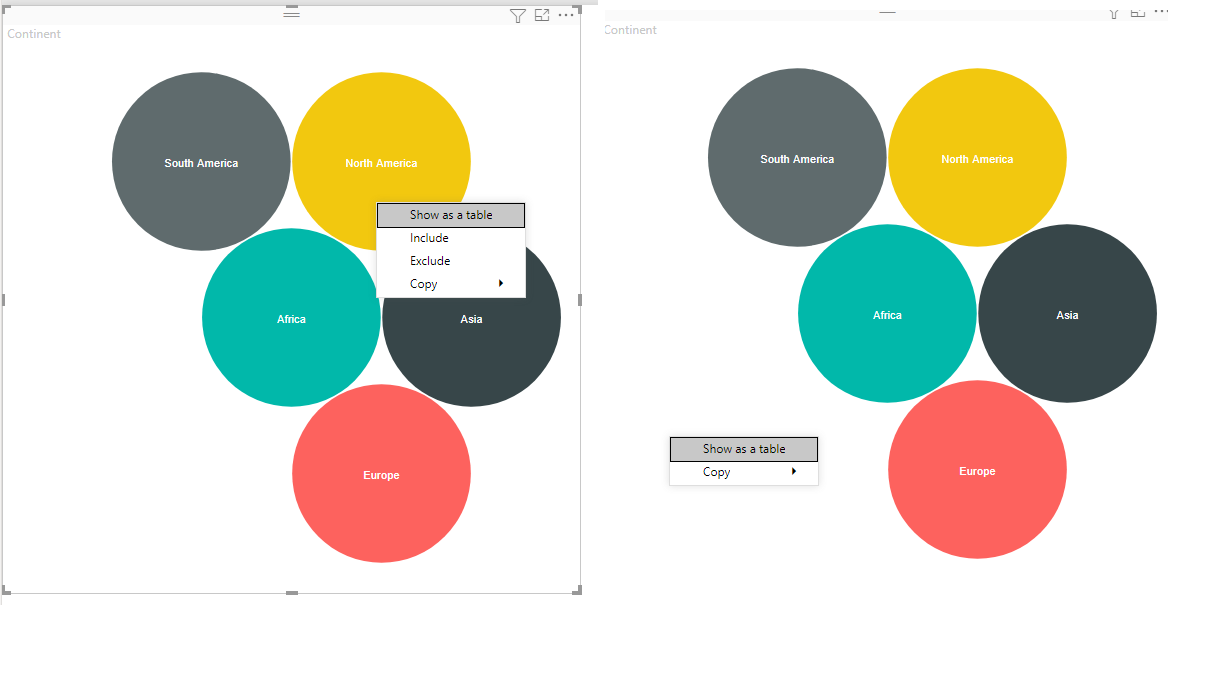 Continent
South America
North America
Show as a table
Include
Exclude
Copy
Africa
Asia
Europe
Continent
South America
North America
Africa
Asia
Show as a table
Copy
Europe